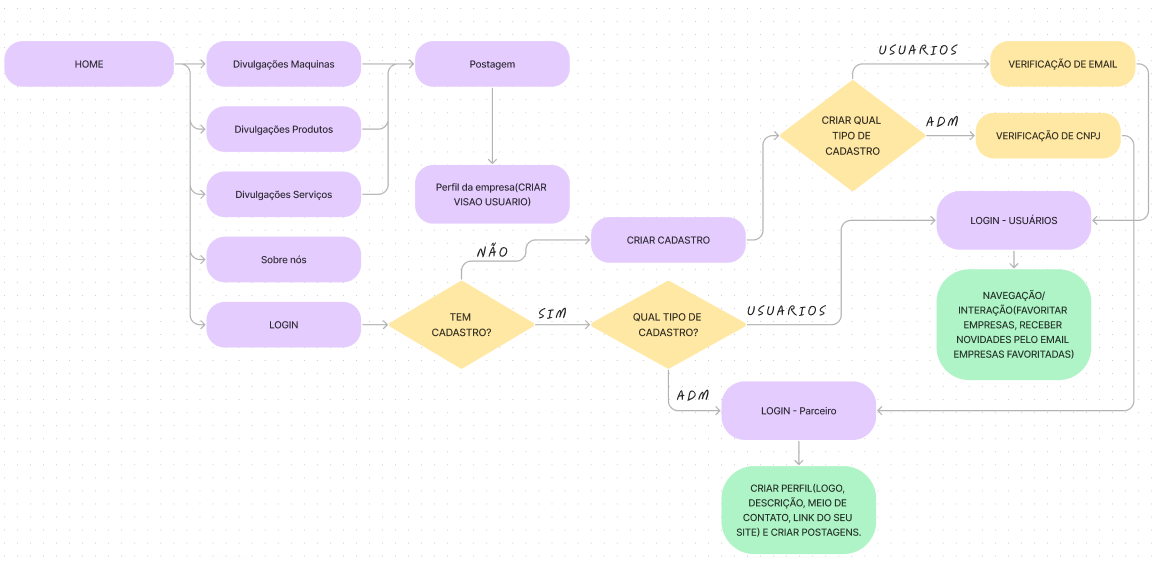 HOME
Divulgações Maquinas
Postagem
Divulgações Produtos
Divulgações Serviços
Perfil da empresa(CRIAR
VISAO USUARIO)
Sobre nós
LOGIN
TEM
CADASTRO?
NÃO
SIM
CRIAR CADASTRO
CRIAR QUAL
TIPO DE
CADASTRO
USUARIOS
VERIFICAÇÃO DE EMAIL
ADM
VERIFICAÇÃO DE CNPJ
QUAL TIPO DE
CADASTRO?
USUARIOS
LOGIN - USUÁRIOS
NAVEGAÇÃO/
INTERAÇÃO(FAVORITAR
EMPRESAS, RECEBER
NOVIDADES PELO EMAIL
EMPRESAS FAVORITADAS)
ADM
LOGIN - Parceiro
CRIAR PERFIL(LOGO,
DESCRIÇÃO, MEIO DE
CONTATO, LINK DO SEU
SITE) E CRIAR POSTAGENS.